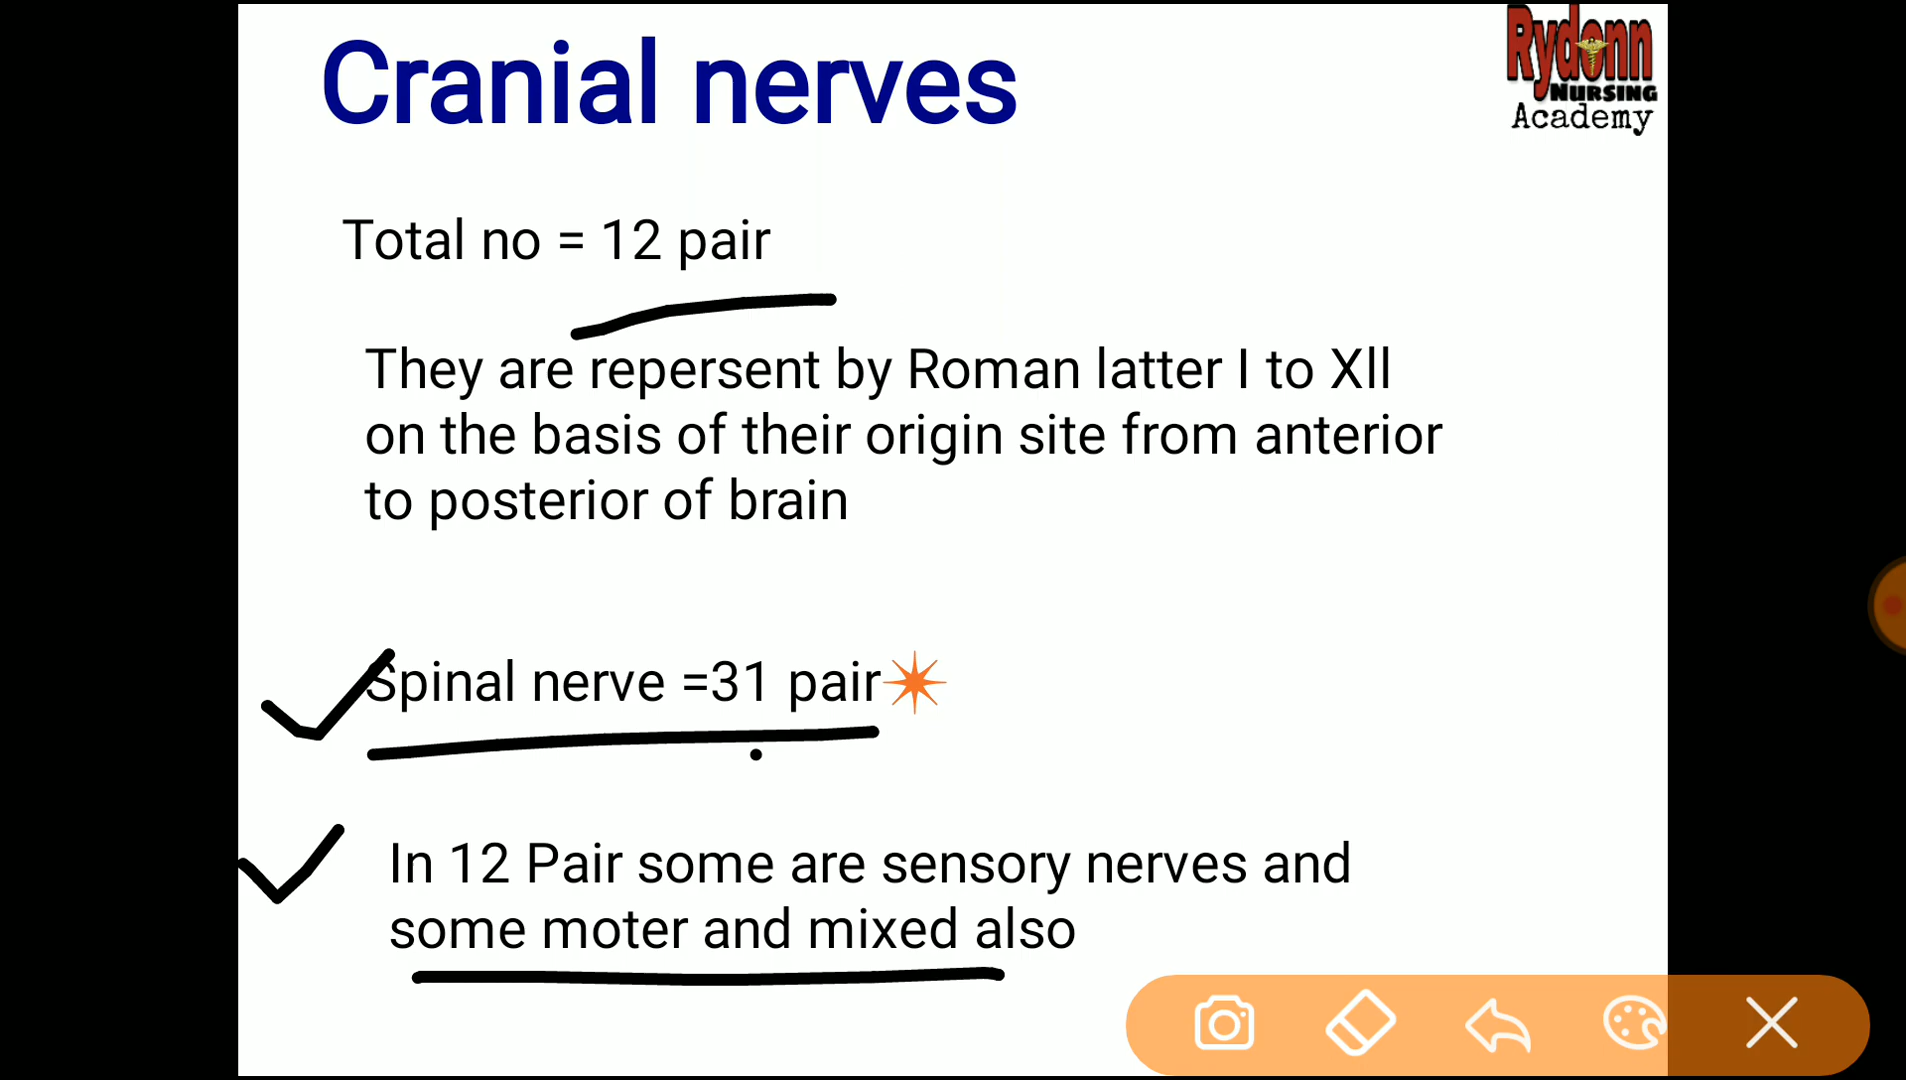 Cranial nerves
Rydonn
NURSING
Academy
Total no = 12 pair
They are repersent by Roman latter I to Xll
on the basis of their origin site from anterior
to posterior of brain
Spinal nerve =31 pair
In 12 Pair some are sensory nerves and
some moter and mixed also